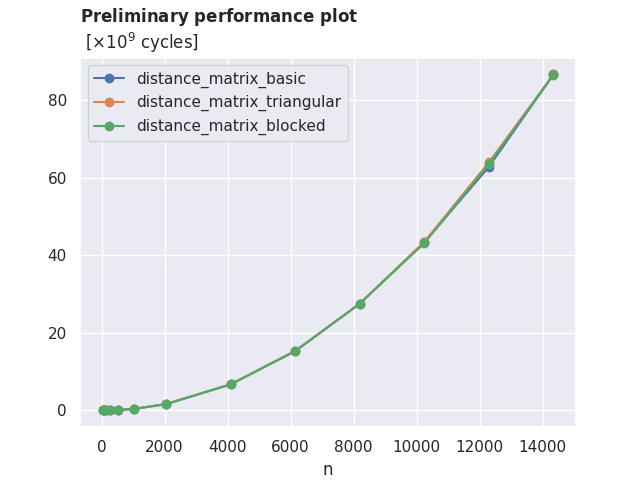 Preliminary performance plot
[×10⁹ cycles]
distance_matrix_basic
distance_matrix_triangular
distance_matrix_blocked
80
60
40
20
0
0 2000 4000 6000 8000 10000 12000 14000
n